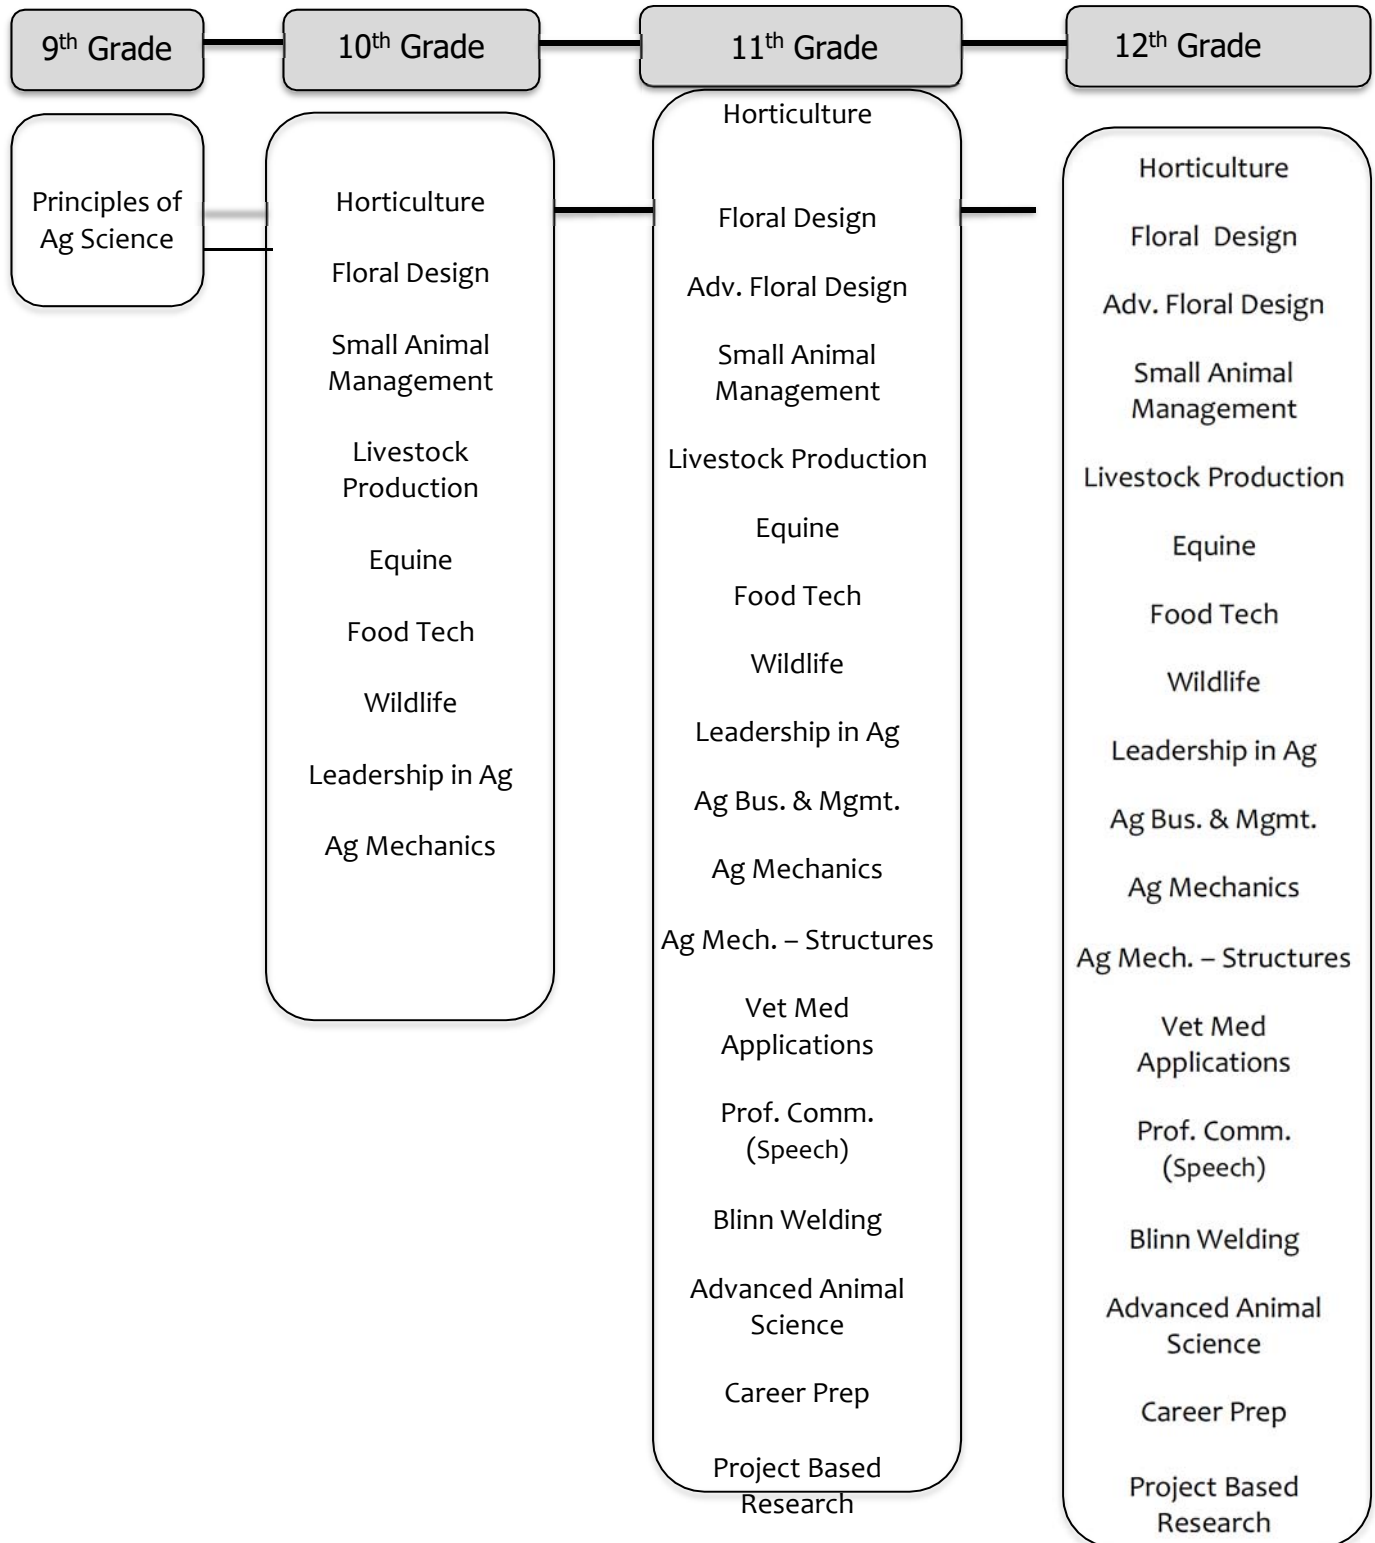 9th Grade
10th Grade
11th Grade
12th Grade
Principles of
Ag Science
Horticulture
Floral Design
Small Animal
Management
Livestock
Production
Equine
Food Tech
Wildlife
Leadership in Ag
Ag Mechanics
Horticulture
Floral Design
Adv. Floral Design
Small Animal
Management
Livestock Production
Equine
Food Tech
Wildlife
Leadership in Ag
Ag Bus. & Mgmt.
Ag Mechanics
Ag Mech. – Structures
Vet Med
Applications
Prof. Comm.
(Speech)
Blinn Welding
Advanced Animal
Science
Career Prep
Project Based
Research
Horticulture
Floral Design
Adv. Floral Design
Small Animal
Management
Livestock Production
Equine
Food Tech
Wildlife
Leadership in Ag
Ag Bus. & Mgmt.
Ag Mechanics
Ag Mech. – Structures
Vet Med
Applications
Prof. Comm.
(Speech)
Blinn Welding
Advanced Animal
Science
Career Prep
Project Based
Research